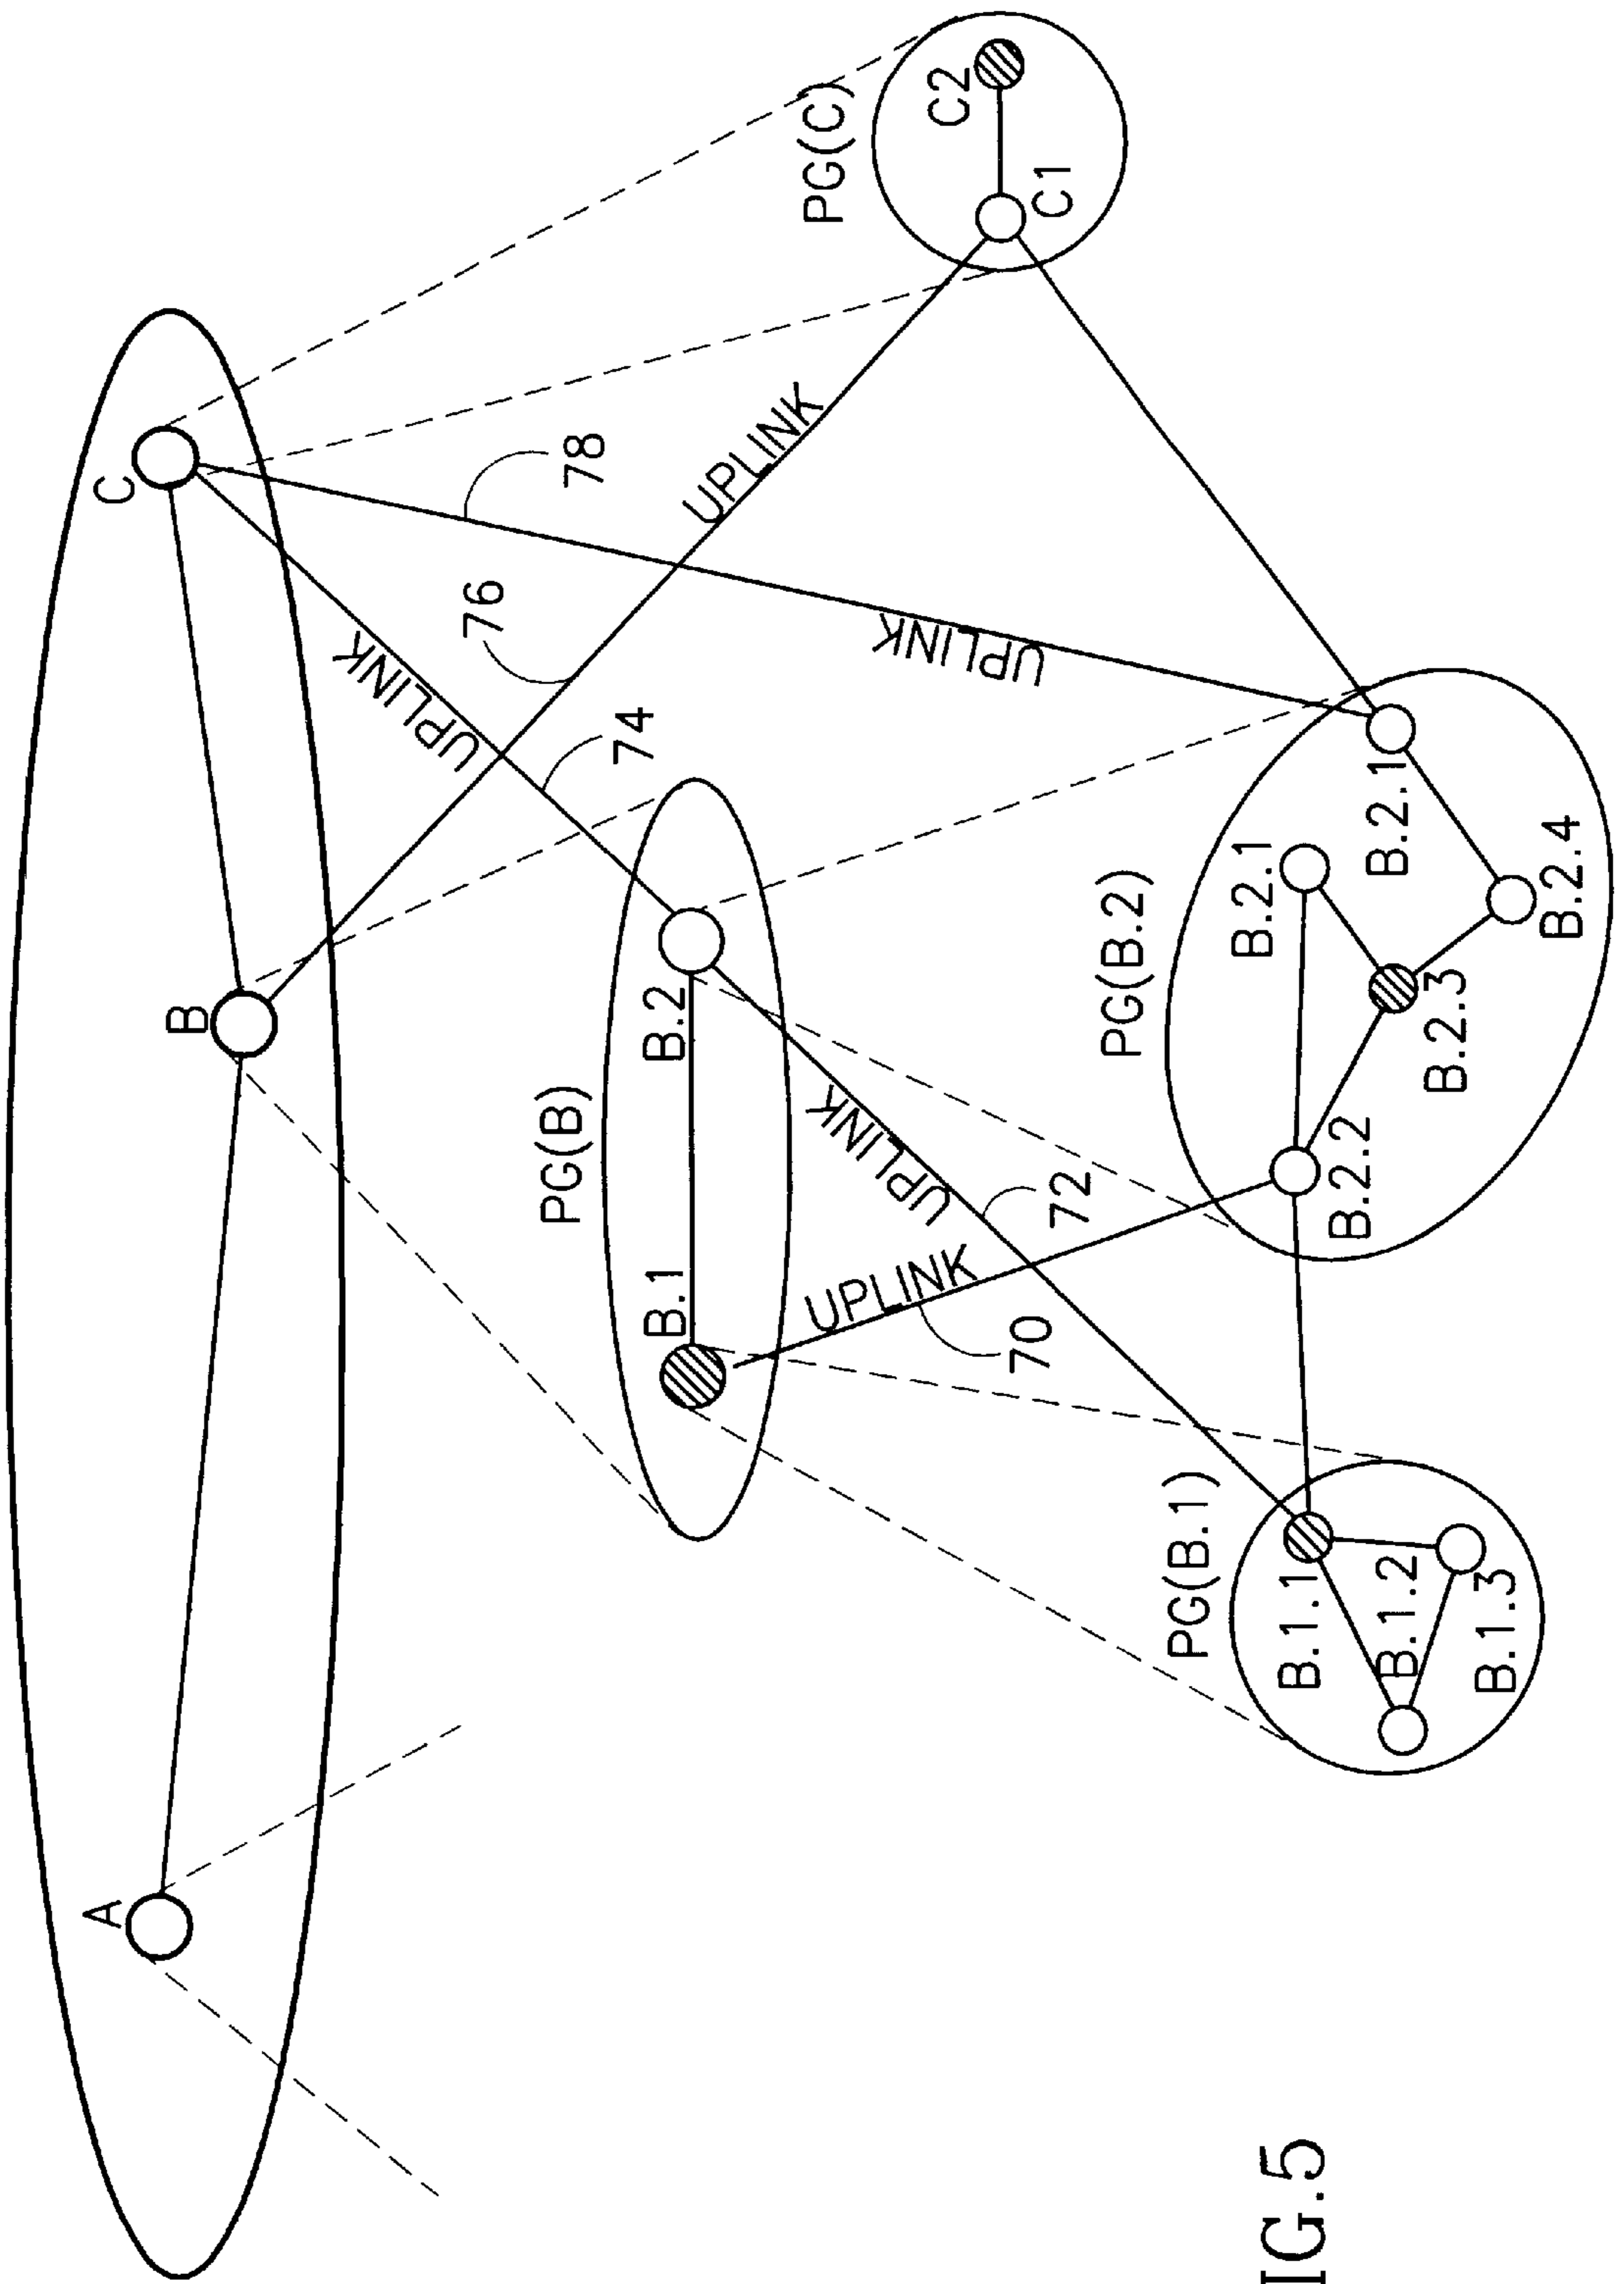 A
B
C
PG(B)
B.1
B.2
UPLINK
74
76
UPLINK
78
UPLINK
UPLINK
70
UPLINK
72
PG(C)
C1
C2
PG(B.1)
B.1.1
B.1.2
B.1.3
PG(B.2)
B.2.2
B.2.1
B.2.3
B.2.1
B.2.4
IG.5